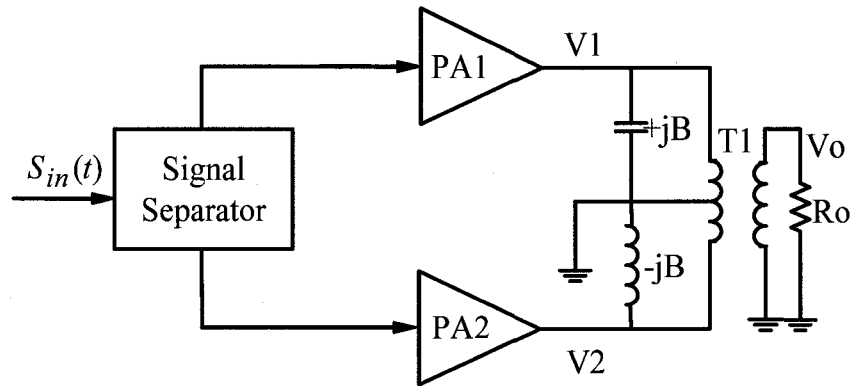 S_in(t)
Signal
Separator
PA1
V1
+jB
T1
Vo
Ro
-jB
PA2
V2